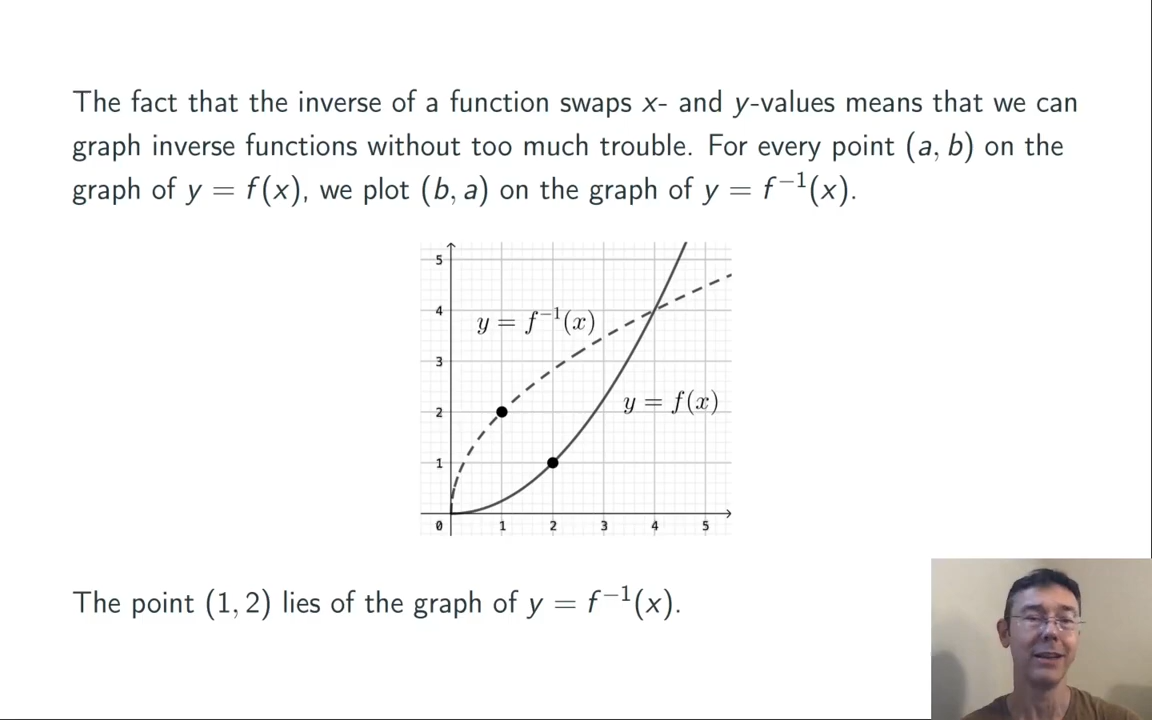 The fact that the inverse of a function swaps x- and y-values means that we can
graph inverse functions without too much trouble. For every point (a, b) on the
graph of y = f(x), we plot (b, a) on the graph of y = f⁻¹(x).
5
4
y = f⁻¹(x)
3
y = f(x)
2
1
0 1 2 3 4 5
The point (1, 2) lies of the graph of y = f⁻¹(x).